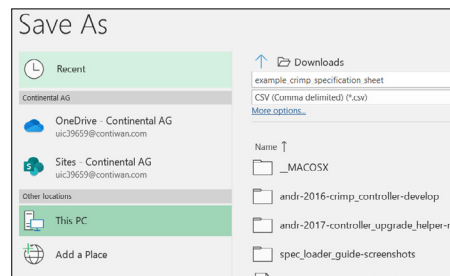 Save As
Recent
Continental AG
OneDrive - Continental AG
uic39659@contiwan.com
Sites - Continental AG
uic39659@contiwan.com
Other locations
This PC
Add a Place
↑ Downloads
example_crimp_specification_sheet
CSV (Comma delimited) (*.csv)
More options...
Name ↑
__MACOSX
andr-2016-crimp_controller-develop
andr-2017-controller_upgrade_helper-
spec_loader_guide-screenshots